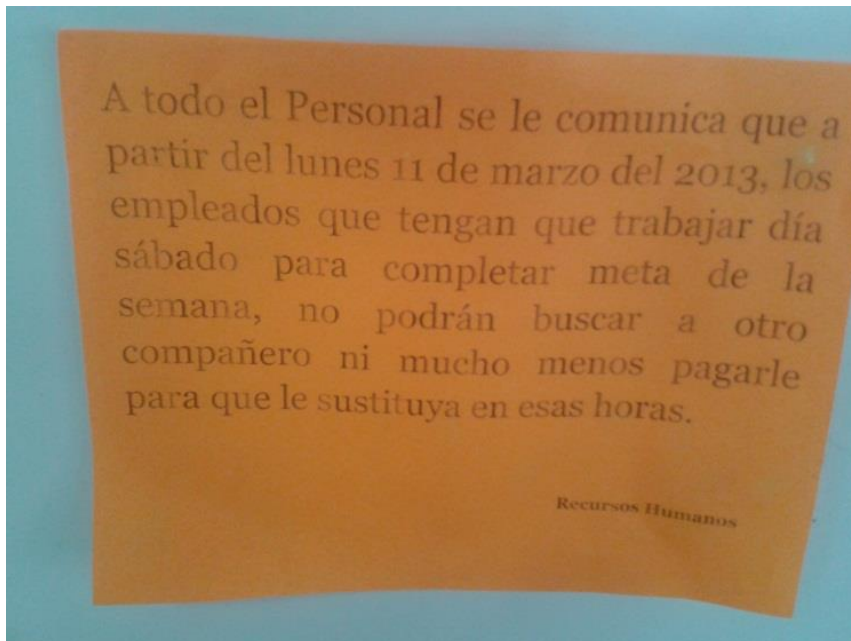 A todo el Personal se le comunica que a
partir del lunes 11 de marzo del 2013, los
empleados que tengan que trabajar día
sábado para completar meta de la
semana, no podrán buscar a otro
compañero ni mucho menos pagarle
para que le sustituya en esas horas.
Recursos Humanos